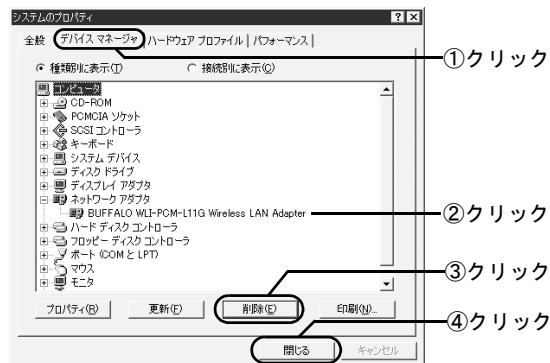 システムのプロパティ
全般 デバイス マネージャ ハードウェア プロファイル パフォーマンス
①クリック
種類別に表示(T) 接続別に表示(C)
コンピュータ
CD-ROM
PCMCIA ソケット
SCSI コントローラ
キーボード
システム デバイス
ディスク ドライブ
ディスプレイ アダプタ
ネットワーク アダプタ
BUFFALO WLI-PCM-L11G Wireless LAN Adapter
②クリック
ハード ディスク コントローラ
フロッピー ディスク コントローラ
ポート (COM と LPT)
マウス
③クリック
モニタ
プロパティ(R) 更新(F) 削除(E) 印刷(N)...
④クリック
閉じる キャンセル